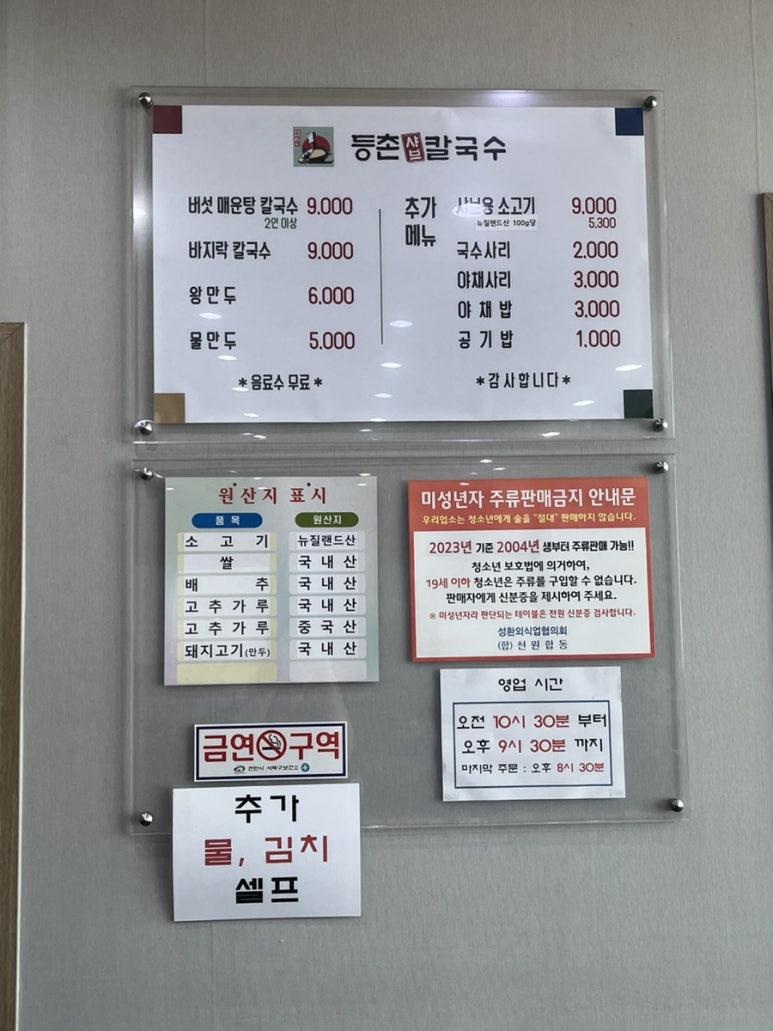 등촌샤브칼국수
버섯 매운탕 칼국수 9.000
2인 이상
바지락 칼국수 9.000
왕만두 6.000
물만두 5.000
*음료수 무료*
추가
메뉴
샤브용 소고기 9.000
뉴질랜드산 100g당 5.300
국수사리 2.000
야채사리 3.000
야채밥 3.000
공기밥 1.000
*감사합니다*
원산지 표시
품목 원산지
소고기 뉴질랜드산
쌀 국내산
배추 국내산
고추가루 국내산
고추가루 중국산
돼지고기(만두) 국내산
미성년자 주류판매금지 안내문
우리업소는 청소년에게 술을 "절대" 판매하지 않습니다.
2023년 기준 2004년 생부터 주류판매 가능!!
청소년 보호법에 의거하여,
19세 이하 청소년은 주류를 구입할 수 없습니다.
판매자에게 신분증을 제시하여 주세요.
※ 미성년자라 판단되는 테이블은 전원 신분증 검사합니다.
성환외식업협의회
(합) 천원합동
영업 시간
오전 10시 30분 부터
오후 9시 30분 까지
마지막 주문 : 오후 8시 30분
금연구역
천안시 서북구보건소
추가
물, 김치
셀프